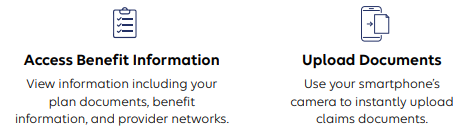 Access Benefit Information
View information including your
plan documents, benefit
information, and provider networks.
Upload Documents
Use your smartphone's
camera to instantly upload
claims documents.